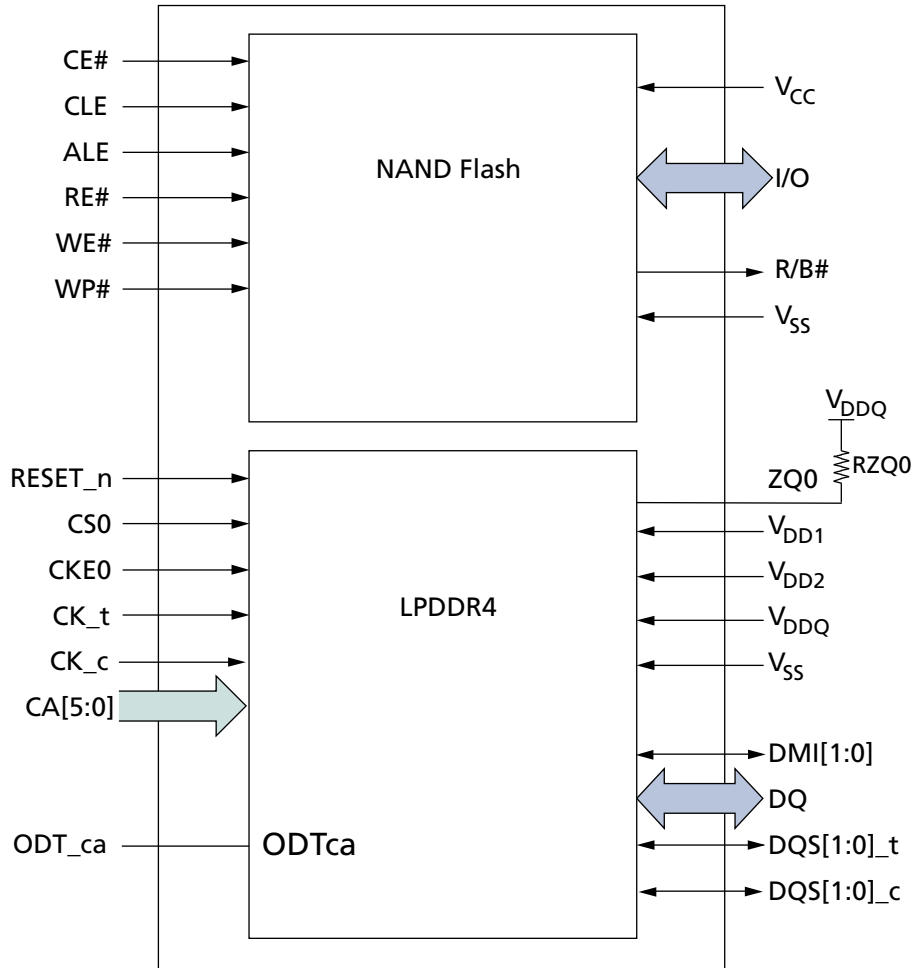 CE#
CLE
ALE
RE#
WE#
WP#
NAND Flash
VCC
I/O
R/B#
VSS
VDDQ
RZQ0
ZQ0
RESET_n
CS0
CKE0
CK_t
CK_c
CA[5:0]
ODT_ca
LPDDR4
ODTca
VDD1
VDD2
VDDQ
VSS
DMI[1:0]
DQ
DQS[1:0]_t
DQS[1:0]_c